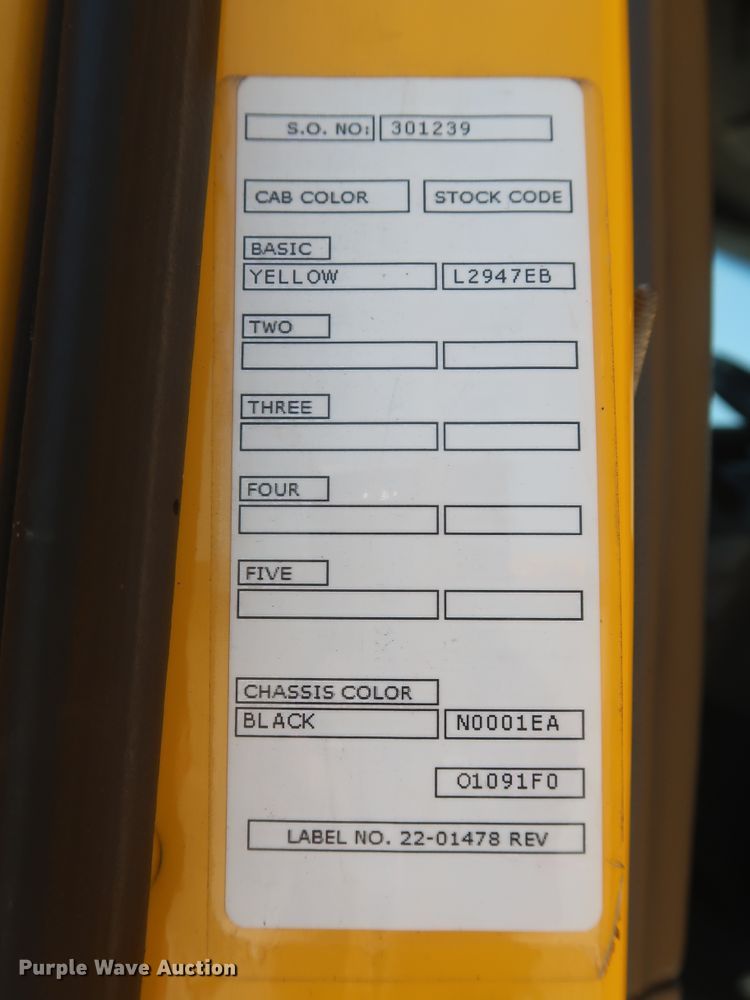 S.O. NO: 301239
CAB COLOR STOCK CODE
BASIC
YELLOW L2947EB
TWO
THREE
FOUR
FIVE
CHASSIS COLOR
BLACK N0001EA
O1091F0
LABEL NO. 22-01478 REV
Purple Wave Auction